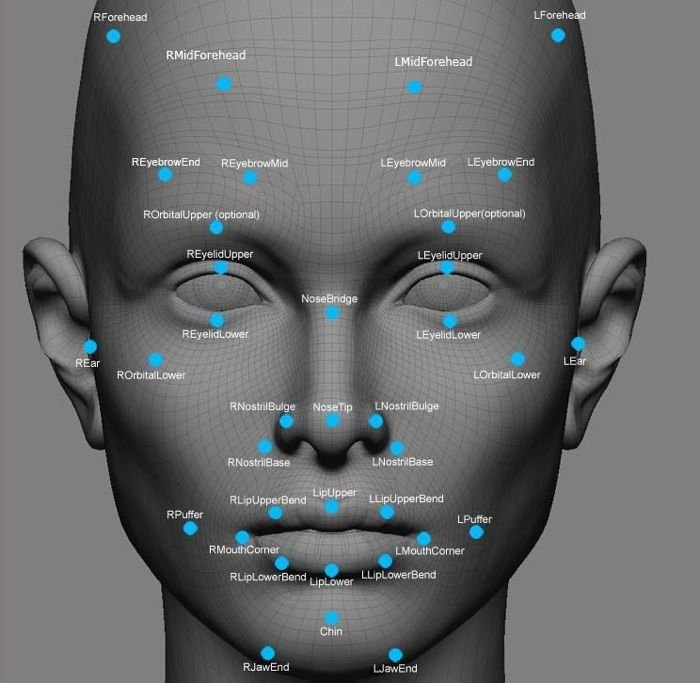 RForehead
LForehead
RMidForehead
LMidForehead
REyebrowEnd
REyebrowMid
LEyebrowMid
LEyebrowEnd
ROrbitalUpper (optional)
LOrbitalUpper(optional)
REyelidUpper
LEyelidUpper
NoseBridge
REyelidLower
LEyelidLower
REar
LEar
ROrbitalLower
LOrbitalLower
RNostrilBulge
NoseTip
LNostrilBulge
RNostrilBase
LNostrilBase
RLipUpperBend
LipUpper
LLipUpperBend
RPuffer
LPuffer
RMouthCorner
LMouthCorner
RLipLowerBend
LipLower
LLipLowerBend
Chin
RJawEnd
LJawEnd